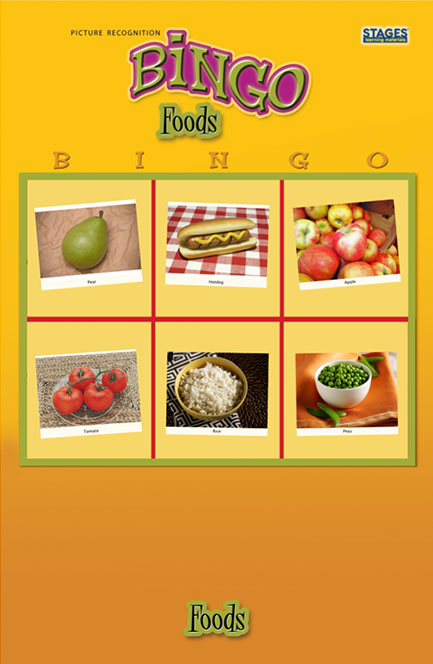 PICTURE RECOGNITION
STAGES
learning materials
BiNGO
Foods
B I N G O
Pear
Hotdog
Apple
Tomato
Rice
Peas
Foods